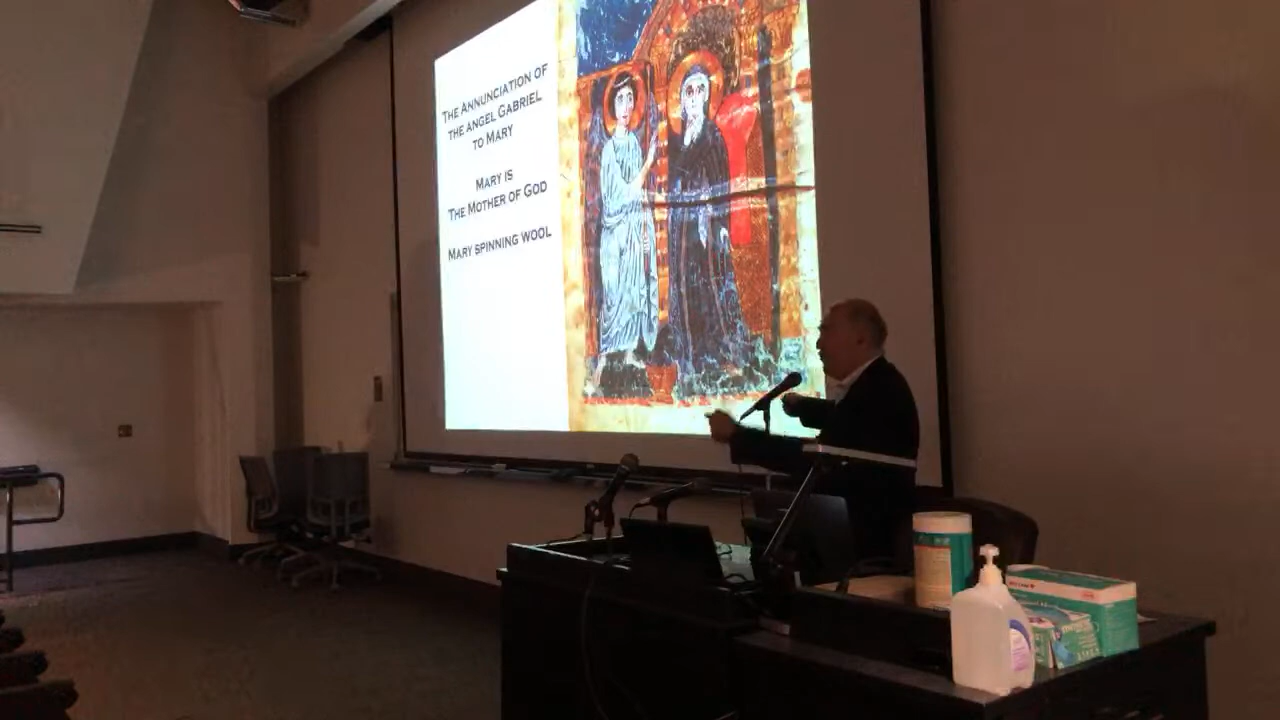 THE ANNUNCIATION OF
THE ANGEL GABRIEL
TO MARY
MARY IS
THE MOTHER OF GOD
MARY SPINNING WOOL